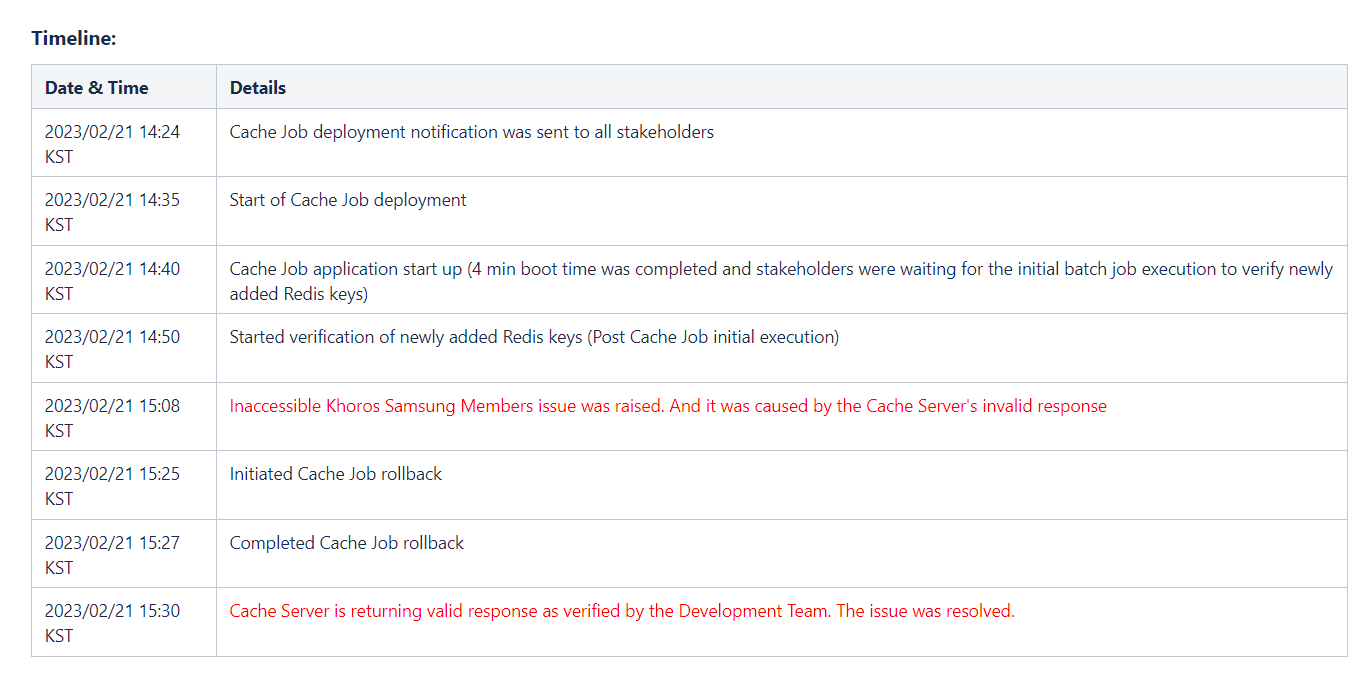 Timeline:
Date & Time Details
2023/02/21 14:24 Cache Job deployment notification was sent to all stakeholders
KST
2023/02/21 14:35 Start of Cache Job deployment
KST
2023/02/21 14:40 Cache Job application start up (4 min boot time was completed and stakeholders were waiting for the initial batch job execution to verify newly
KST added Redis keys)
2023/02/21 14:50 Started verification of newly added Redis keys (Post Cache Job initial execution)
KST
2023/02/21 15:08 Inaccessible Khoros Samsung Members issue was raised. And it was caused by the Cache Server's invalid response
KST
2023/02/21 15:25 Initiated Cache Job rollback
KST
2023/02/21 15:27 Completed Cache Job rollback
KST
2023/02/21 15:30 Cache Server is returning valid response as verified by the Development Team. The issue was resolved.
KST